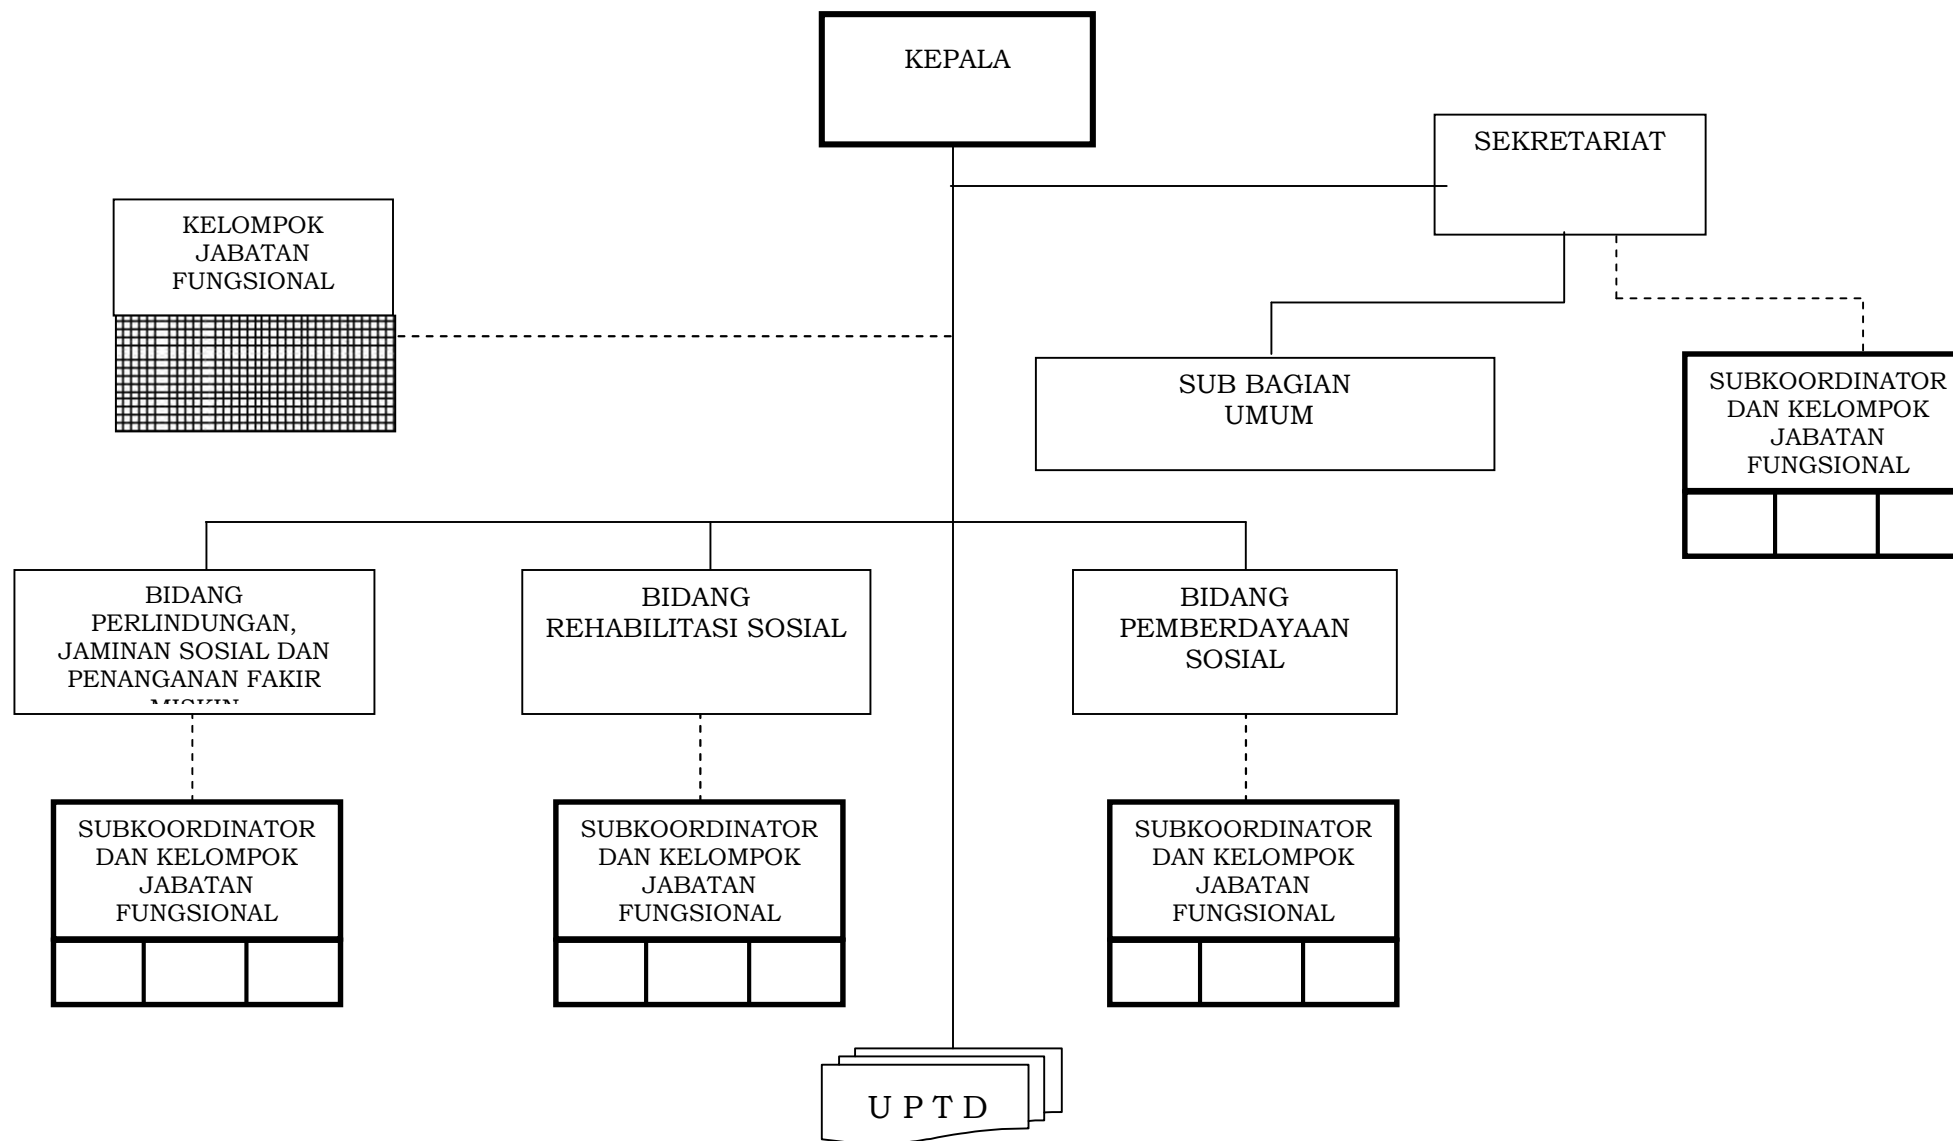 KEPALA
SEKRETARIAT
KELOMPOK
JABATAN
FUNGSIONAL
SUB BAGIAN
UMUM
SUBKOORDINATOR
DAN KELOMPOK
JABATAN
FUNGSIONAL
BIDANG
PERLINDUNGAN,
JAMINAN SOSIAL DAN
PENANGANAN FAKIR
MISKIN
BIDANG
REHABILITASI SOSIAL
BIDANG
PEMBERDAYAAN
SOSIAL
SUBKOORDINATOR
DAN KELOMPOK
JABATAN
FUNGSIONAL
SUBKOORDINATOR
DAN KELOMPOK
JABATAN
FUNGSIONAL
SUBKOORDINATOR
DAN KELOMPOK
JABATAN
FUNGSIONAL
U P T D